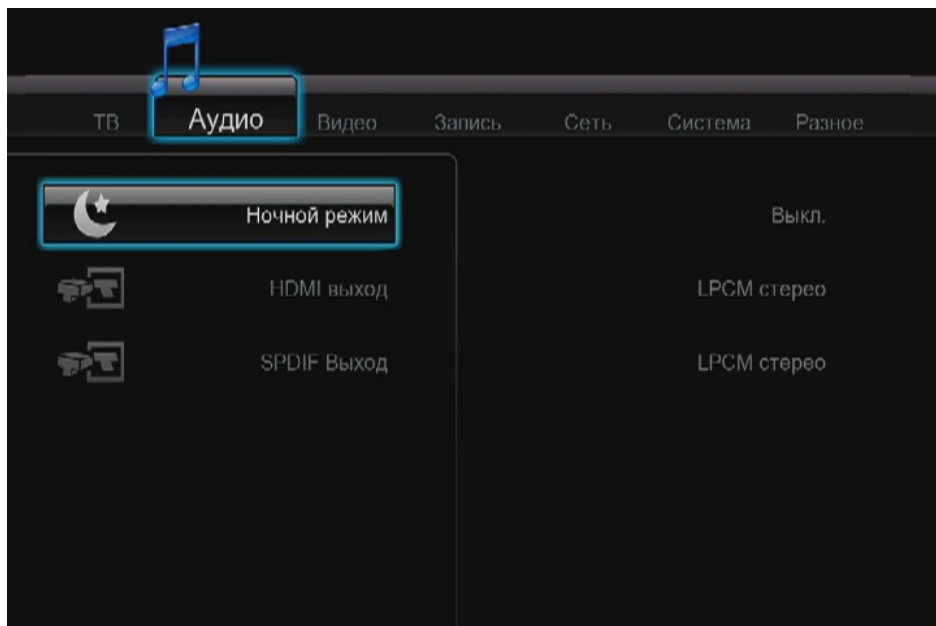 ТВ Аудио Видео Запись Сеть Система Разное
Ночной режим Выкл.
HDMI выход LPCM стерео
SPDIF Выход LPCM стерео